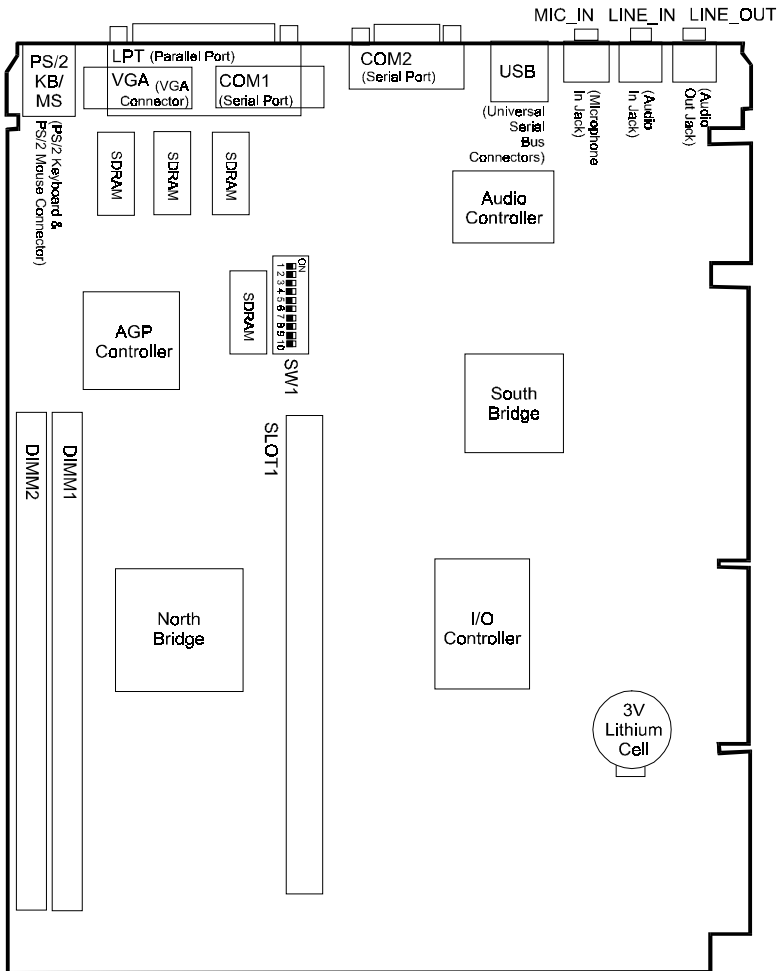 MIC_IN LINE_IN LINE_OUT
PS/2
KB/
MS
LPT (Parallel Port)
VGA (VGA
Connector)
COM1
(Serial Port)
COM2
(Serial Port)
USB
(PS/2 Keyboard &
PS/2 Mouse Connector)
(Universal
Serial
Bus
Connectors)
(Microphone
In Jack)
(Audio
In Jack)
(Audio
Out Jack)
SDRAM
SDRAM
SDRAM
Audio
Controller
ON
1 2 3 4 5 6 7 8 9 10
SDRAM
SW1
AGP
Controller
South
Bridge
DIMM2
DIMM1
SLOT1
North
Bridge
I/O
Controller
3V
Lithium
Cell